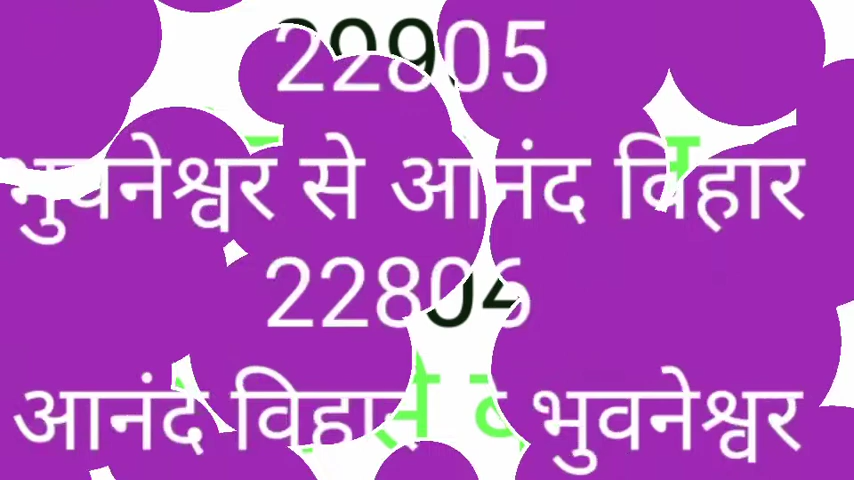 22805
भुवनेश्वर से आनंद विहार
22806
आनंद विहार से भुवनेश्वर